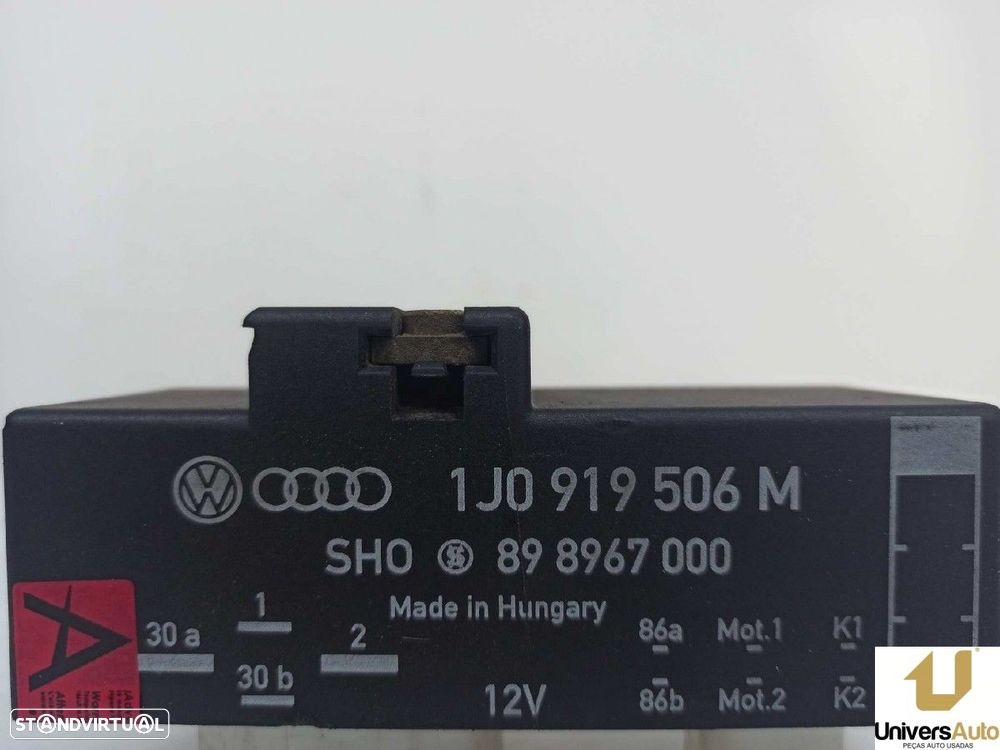 1J0 919 506 M
SHO 89 8967 000
Made in Hungary
30 a 1 2 86a Mot.1 K1
30 b 12V 86b Mot.2 K2
A
STANDVIRTUAL
UniversAuto
PEÇAS AUTO USADAS